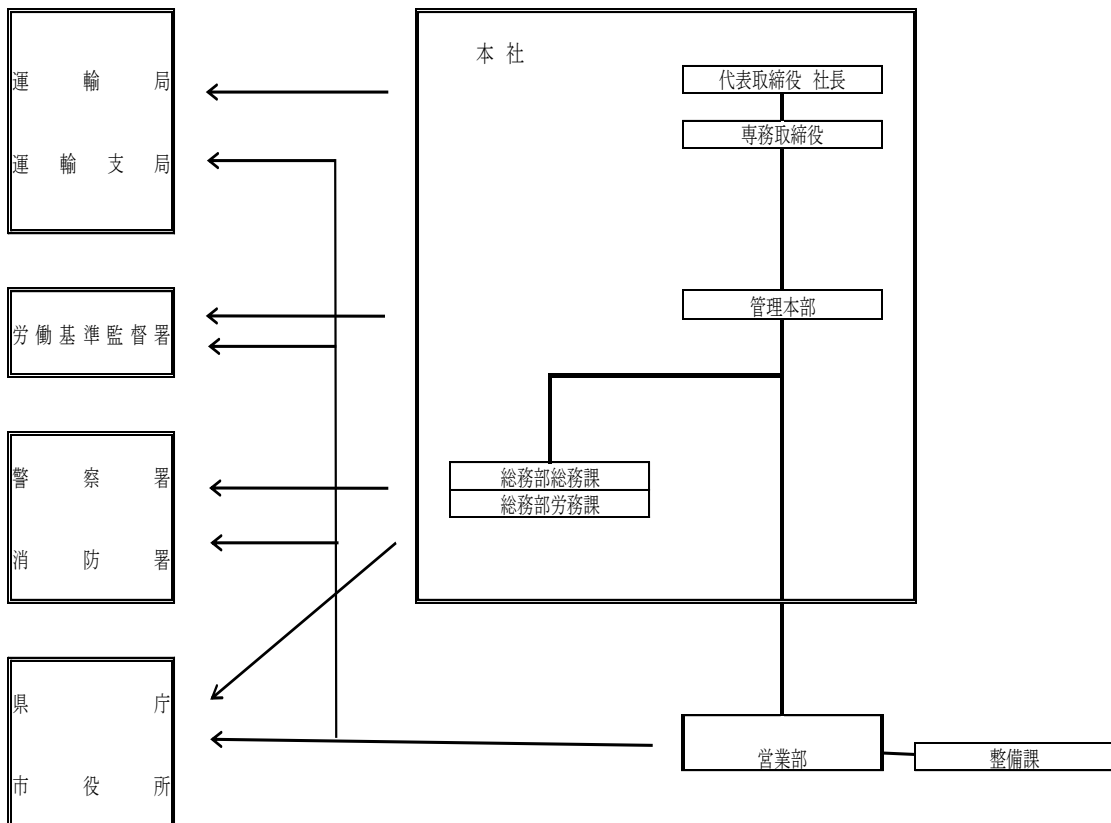 運輸局
運輸支局
労働基準監督署
警察署
消防署
県庁
市役所
本社
代表取締役 社長
専務取締役
管理本部
総務部総務課
総務部労務課
営業部
整備課